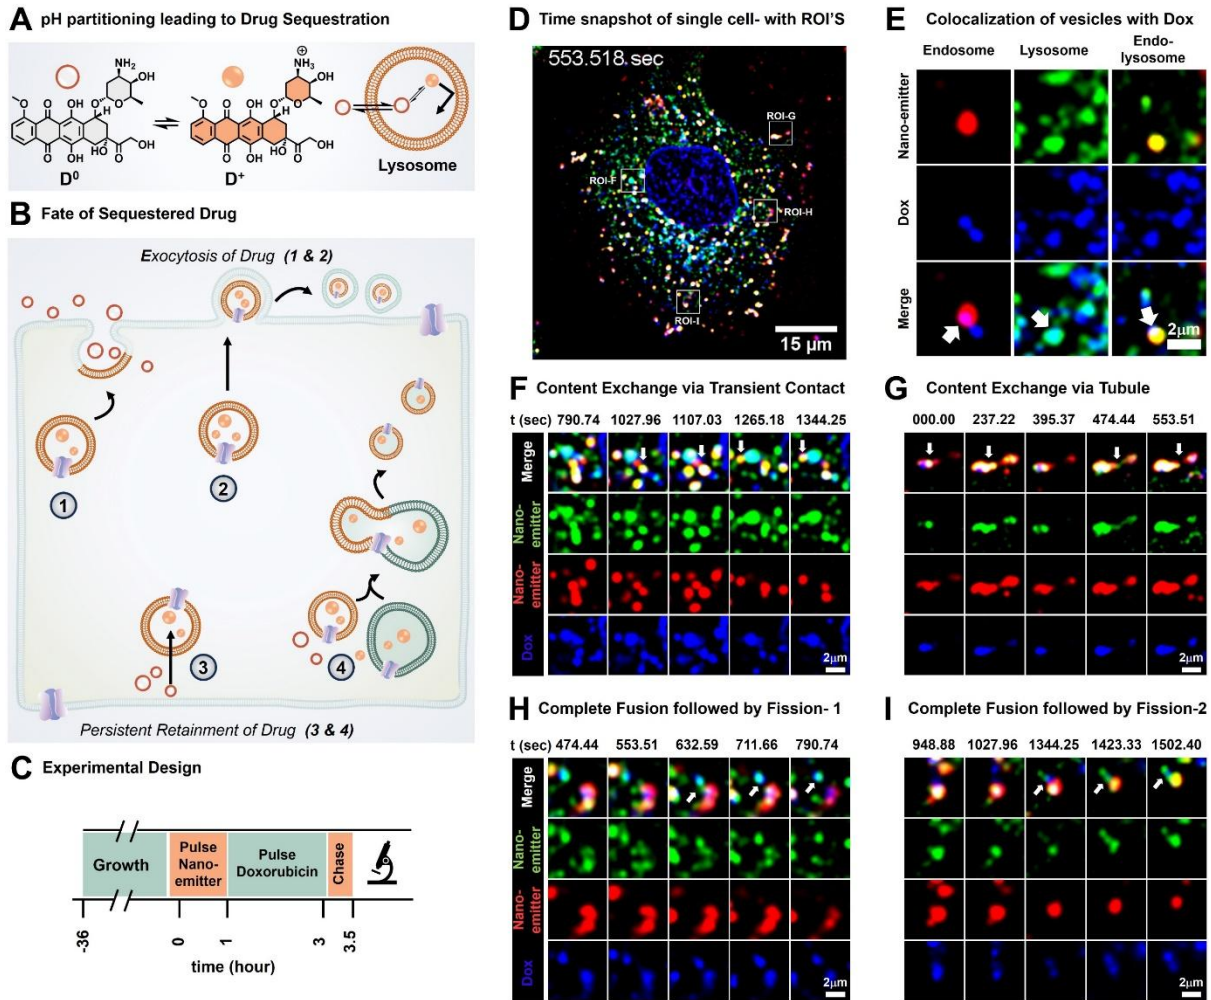 A pH partitioning leading to Drug Sequestration
NH₂
OH
O
O
O
OH
H
OH
O
O
OH
HO
O
D⁰
⊕
NH₃
OH
O
O
O
OH
H
OH
O
O
OH
HO
O
D⁺
Lysosome
B Fate of Sequestered Drug
Exocytosis of Drug (1 & 2)
1
2
3
4
Persistent Retainment of Drug (3 & 4)
C Experimental Design
Growth
Pulse
Nano-
emitter
Pulse
Doxorubicin
Chase
-36
0
1
3
3.5
time (hour)
D Time snapshot of single cell- with ROI'S
553.518 sec
ROI-G
ROI-F
ROI-H
ROI-I
15 µm
E Colocalization of vesicles with Dox
Endosome
Lysosome
Endo-
lysosome
Nano-emitter
Dox
Merge
2µm
F Content Exchange via Transient Contact
t (sec) 790.74 1027.96 1107.03 1265.18 1344.25
Merge
Nano-
emitter
Nano-
emitter
Dox
2µm
G Content Exchange via Tubule
000.00 237.22 395.37 474.44 553.51
2µm
H Complete Fusion followed by Fission- 1
t (sec) 474.44 553.51 632.59 711.66 790.74
Merge
Nano-
emitter
Nano-
emitter
Dox
2µm
I Complete Fusion followed by Fission-2
948.88 1027.96 1344.25 1423.33 1502.40
2µm